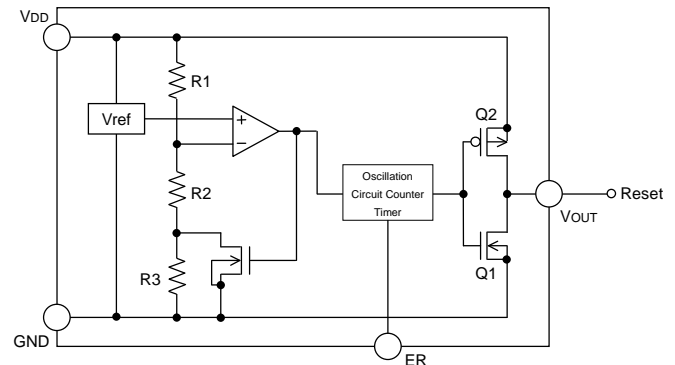 VDD
R1
Q2
Vref
+
−
Oscillation
Circuit Counter
Timer
Reset
R2
VOUT
R3
Q1
GND
ER